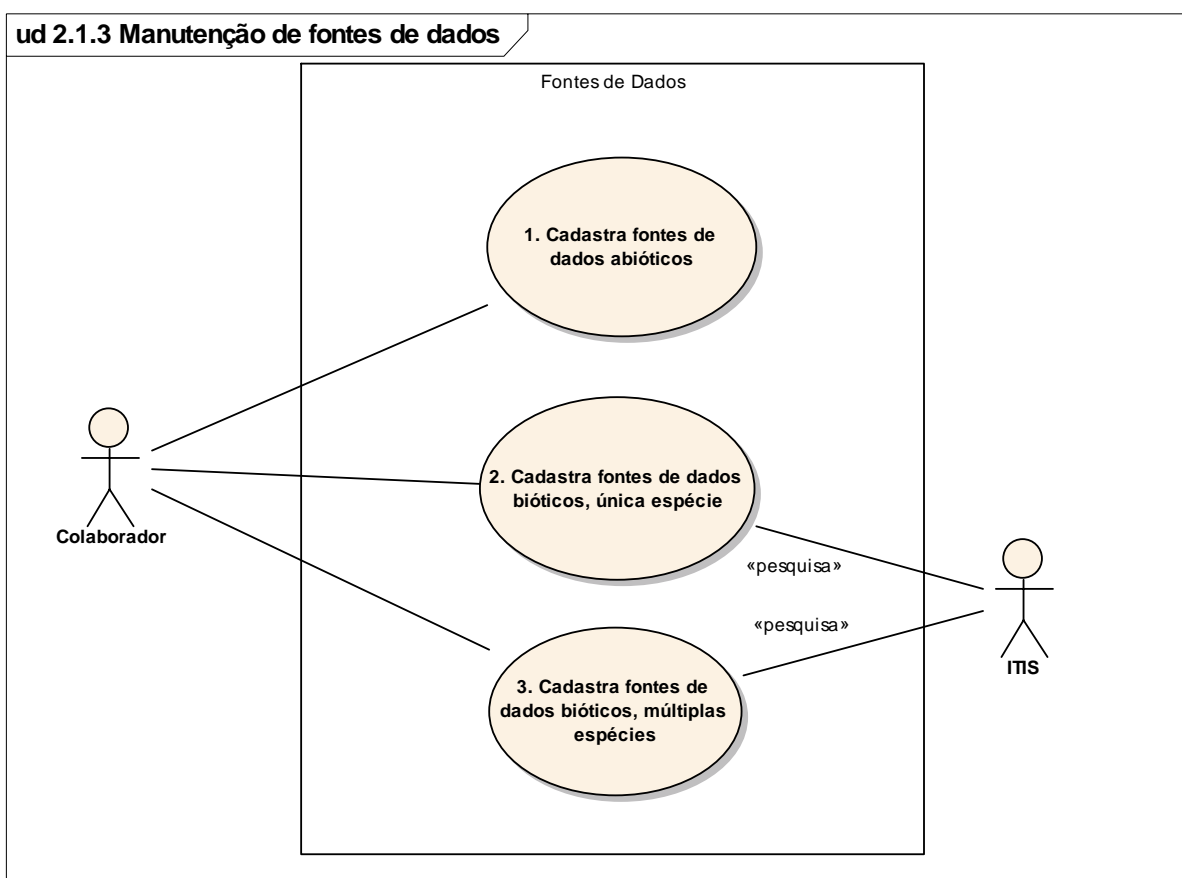 ud 2.1.3 Manutenção de fontes de dados
Fontes de Dados
1. Cadastra fontes de
dados abióticos
2. Cadastra fontes de dados
bióticos, única espécie
Colaborador
«pesquisa»
«pesquisa»
ITIS
3. Cadastra fontes de
dados bióticos, múltiplas
espécies